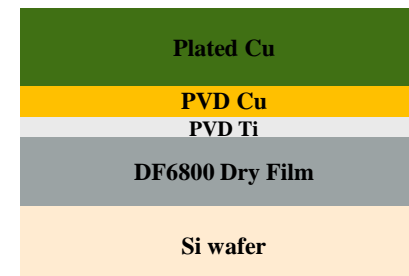 Plated Cu
PVD Cu
PVD Ti
DF6800 Dry Film
Si wafer